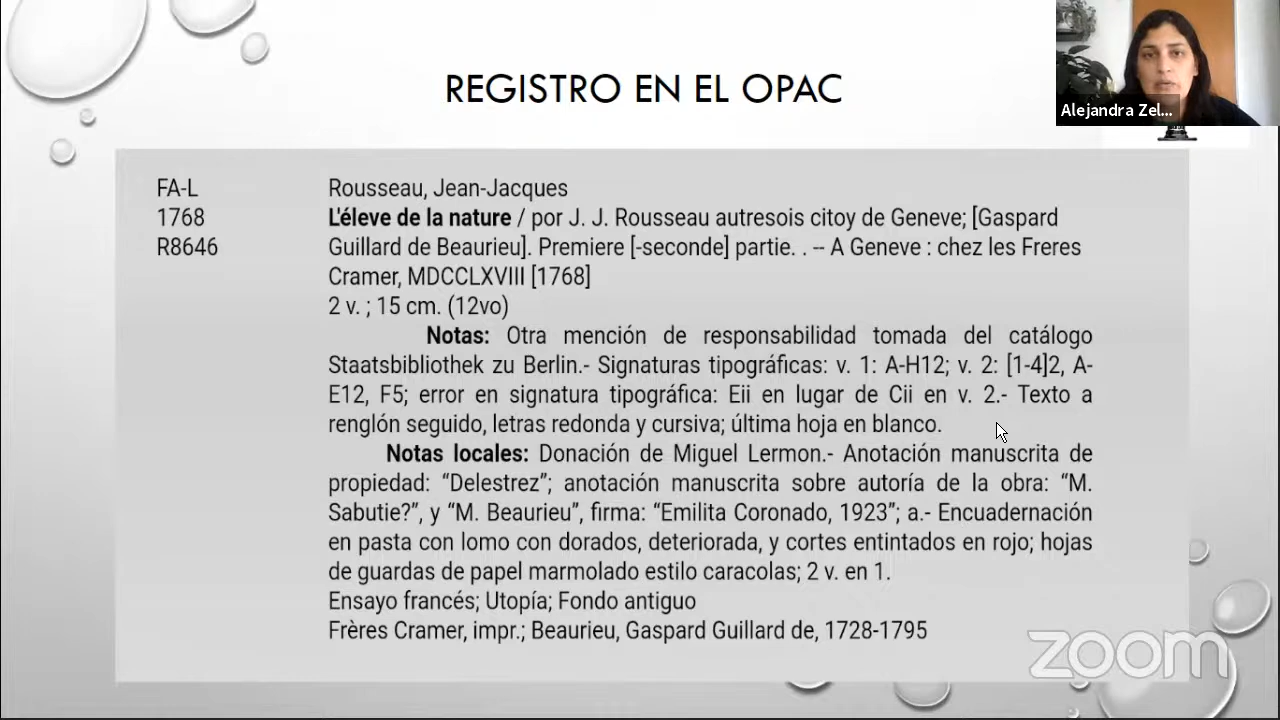 REGISTRO EN EL OPAC
Alejandra Zel...
FA-L
1768
R8646
Rousseau, Jean-Jacques
L'éleve de la nature / por J. J. Rousseau autresois citoy de Geneve; [Gaspard
Guillard de Beaurieu]. Premiere [-seconde] partie. . -- A Geneve : chez les Freres
Cramer, MDCCLXVIII [1768]
2 v. ; 15 cm. (12vo)
Notas: Otra mención de responsabilidad tomada del catálogo
Staatsbibliothek zu Berlin.- Signaturas tipográficas: v. 1: A-H12; v. 2: [1-4]2, A-
E12, F5; error en signatura tipográfica: Eii en lugar de Cii en v. 2.- Texto a
renglón seguido, letras redonda y cursiva; última hoja en blanco.
Notas locales: Donación de Miguel Lermon.- Anotación manuscrita de
propiedad: “Delestrez”; anotación manuscrita sobre autoría de la obra: “M.
Sabutie?”, y “M. Beaurieu”, firma: “Emilita Coronado, 1923”; a.- Encuadernación
en pasta con lomo con dorados, deteriorada, y cortes entintados en rojo; hojas
de guardas de papel marmolado estilo caracolas; 2 v. en 1.
Ensayo francés; Utopía; Fondo antiguo
Frères Cramer, impr.; Beaurieu, Gaspard Guillard de, 1728-1795
zoom